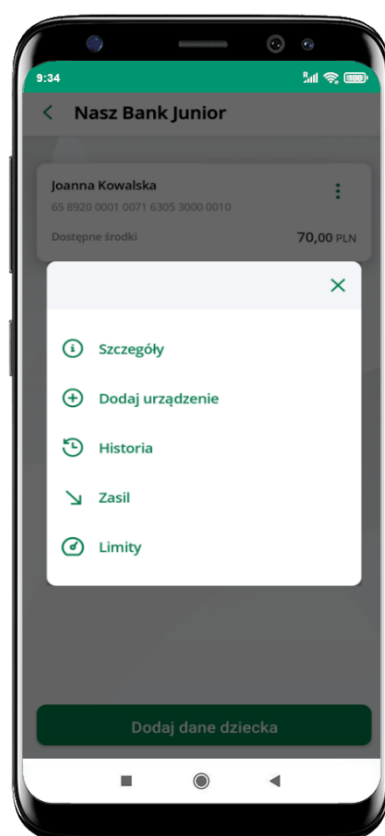 9:34
Nasz Bank Junior
Joanna Kowalska
65 8920 0001 0071 6305 3000 0010
Dostępne środki 70,00 PLN
Szczegóły
Dodaj urządzenie
Historia
Zasil
Limity
Dodaj dane dziecka